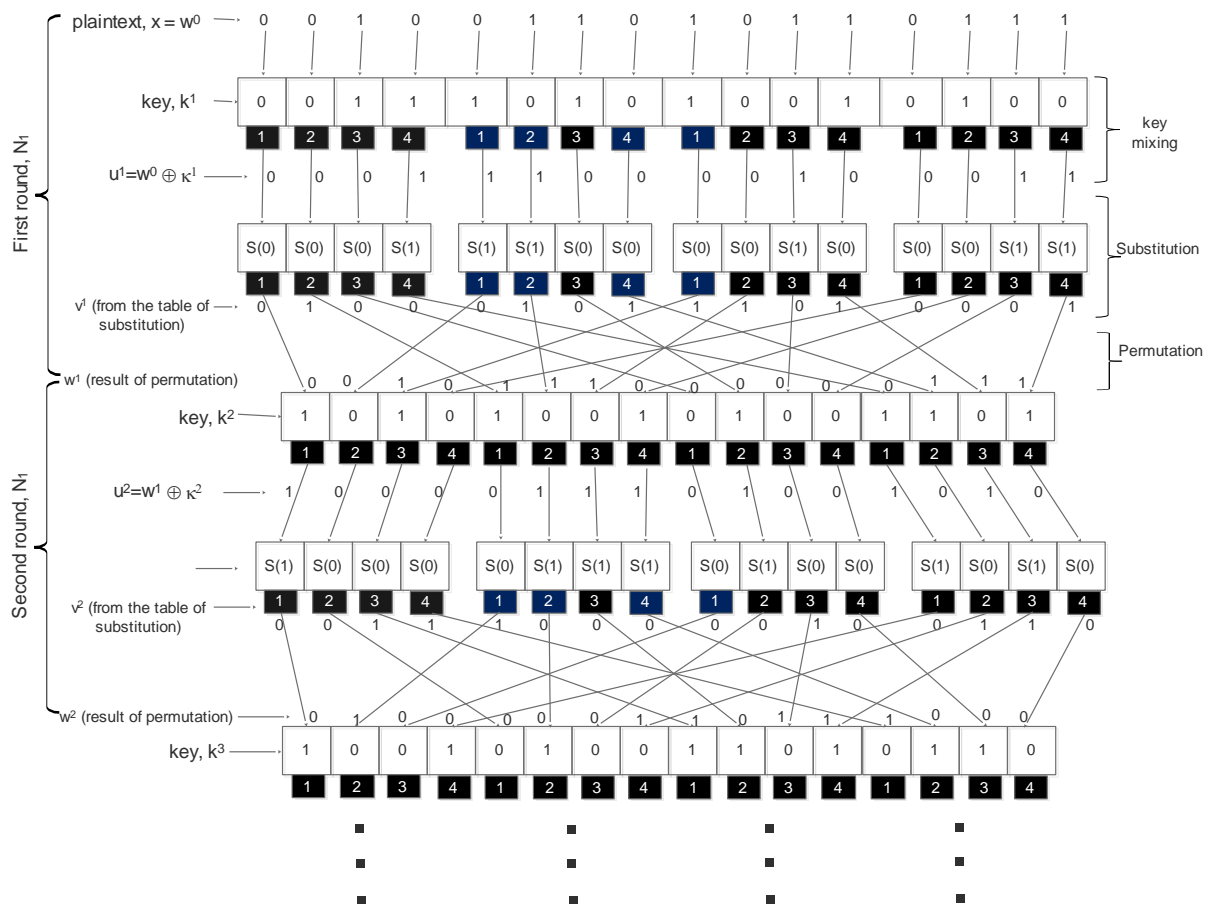 plaintext, x = w0 0 0 1 0 0 1 1 0 1 0 1 1 0 1 1 1
key, k1 0 0 1 1 1 0 1 0 1 0 0 1 0 1 0 0
1 2 3 4 1 2 3 4 1 2 3 4 1 2 3 4
key
mixing
u1=w0 ⊕ κ1 0 0 0 1 1 1 0 0 0 0 1 0 0 0 1 1
First round, N1
S(0) S(0) S(0) S(1) S(1) S(1) S(0) S(0) S(0) S(0) S(1) S(0) S(0) S(0) S(1) S(1)
Substitution
1 2 3 4 1 2 3 4 1 2 3 4 1 2 3 4
v1 (from the table of
substitution)
0 1 0 0 0 1 0 1 1 1 0 1 0 0 0 1
Permutation
w1 (result of permutation) 0 0 1 0 1 1 1 0 0 0 0 0 0 1 1 1
key, k2 1 0 1 0 1 0 0 1 0 1 0 0 1 1 0 1
1 2 3 4 1 2 3 4 1 2 3 4 1 2 3 4
u2=w1 ⊕ κ2 1 0 0 0 0 1 1 1 0 1 0 0 1 0 1 0
Second round, N1
S(1) S(0) S(0) S(0) S(0) S(1) S(1) S(1) S(0) S(1) S(0) S(0) S(1) S(0) S(1) S(0)
1 2 3 4 1 2 3 4 1 2 3 4 1 2 3 4
v2 (from the table of
substitution)
0 0 1 1 1 0 0 0 0 0 1 0 0 1 1 0
w2 (result of permutation) 0 1 0 0 0 0 0 1 1 0 1 1 1 0 0 0
key, k3 1 0 0 1 0 1 0 0 1 1 0 1 0 1 1 0
1 2 3 4 1 2 3 4 1 2 3 4 1 2 3 4